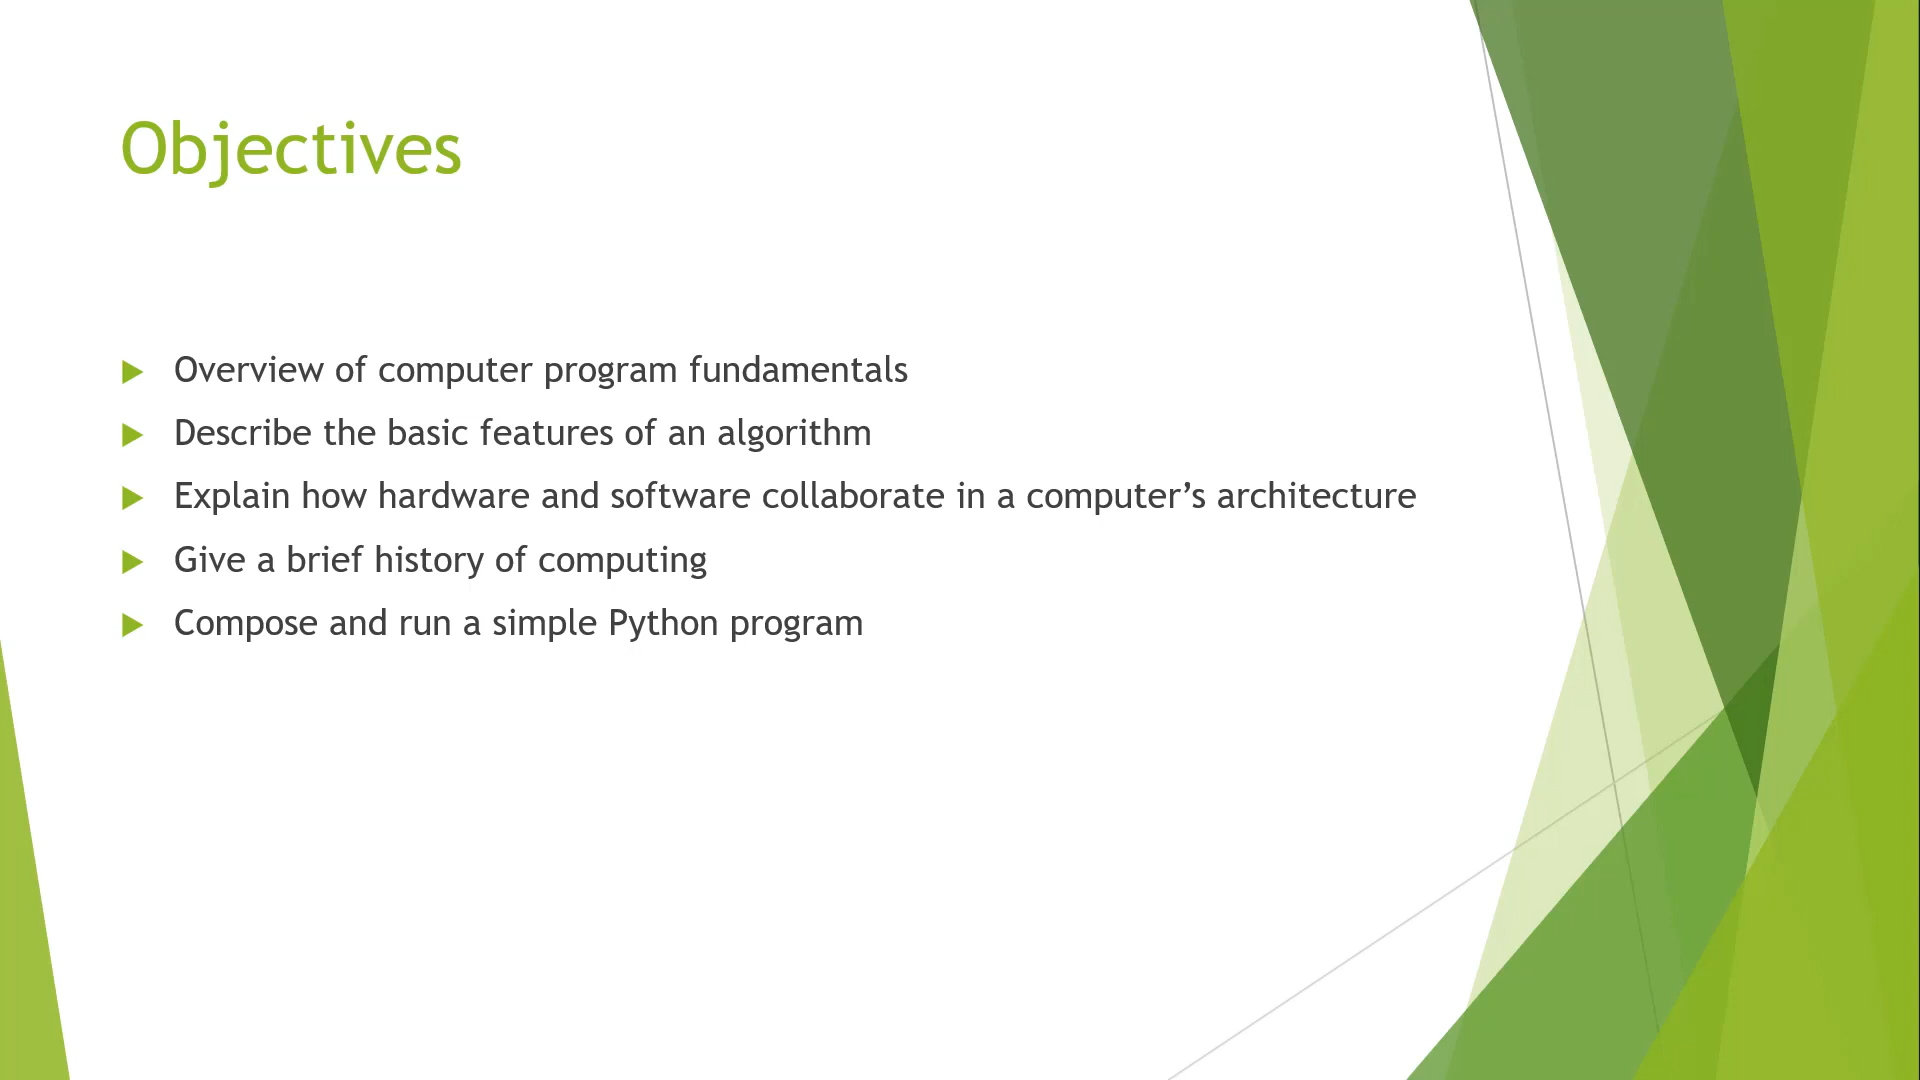 Objectives
Overview of computer program fundamentals
Describe the basic features of an algorithm
Explain how hardware and software collaborate in a computer’s architecture
Give a brief history of computing
Compose and run a simple Python program